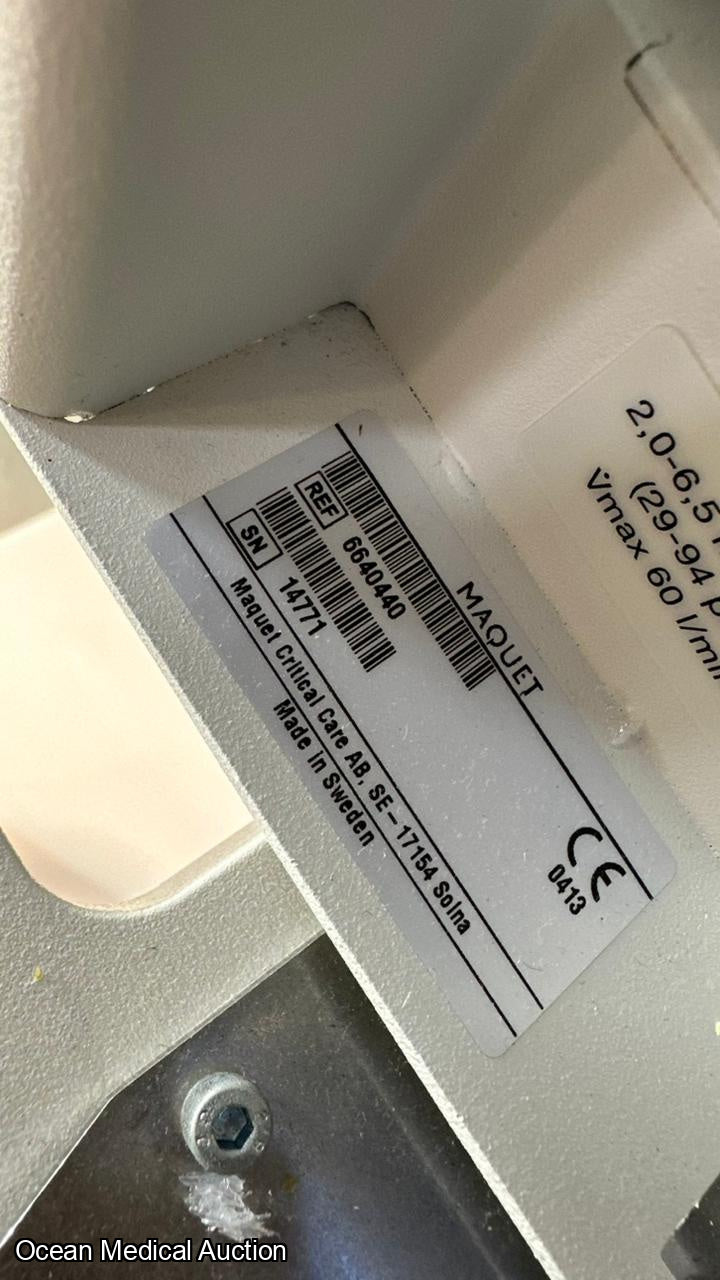 MAQUET
REF 6640440
SN 14771
CE 0413
Maquet Critical Care AB, SE – 17154 Solna
Made in Sweden
2,0-6,5
(29-94
V̇max 60 l/min
Ocean Medical Auction